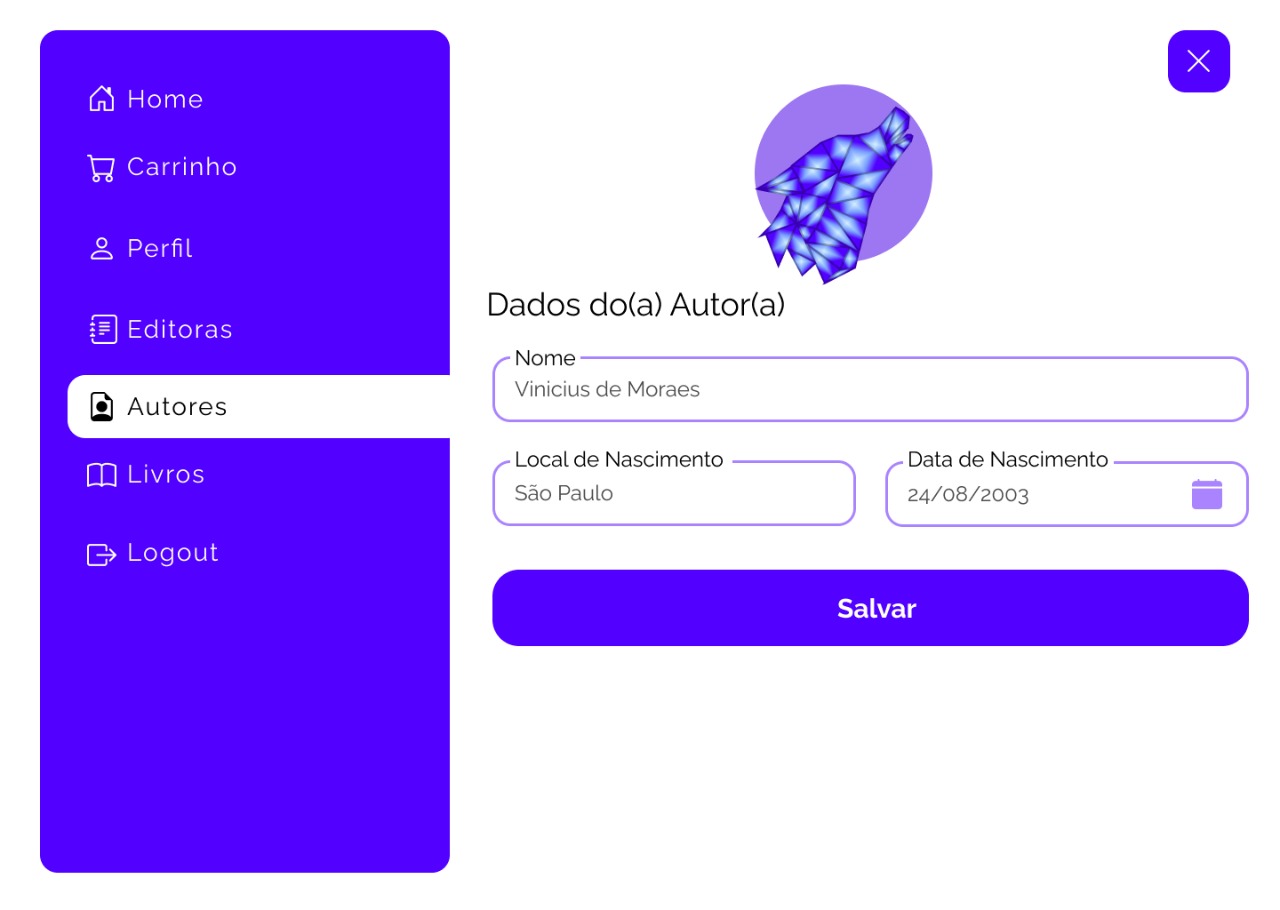 Home
Carrinho
Perfil
Editoras
Autores
Livros
Logout
Dados do(a) Autor(a)
Nome
Vinicius de Moraes
Local de Nascimento
São Paulo
Data de Nascimento
24/08/2003
Salvar